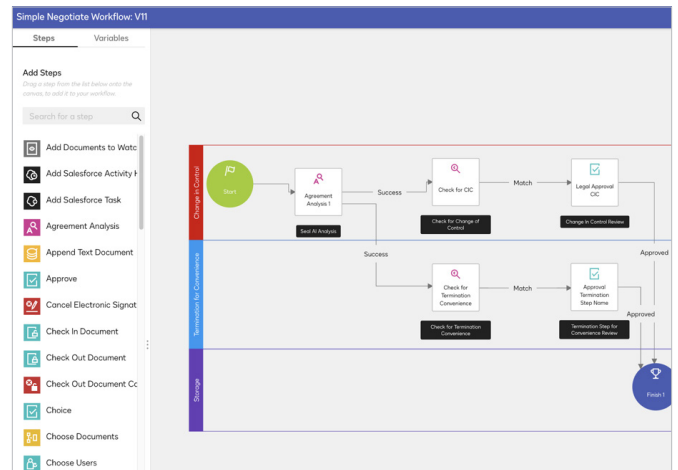 Simple Negotiate Workflow: V11
Steps
Variables
Add Steps
Drag a step from the list below onto the
canvas, to add it to your workflow.
Search for a step
Add Documents to Watc
Add Salesforce Activity H
Add Salesforce Task
Agreement Analysis
Append Text Document
Approve
Cancel Electronic Signat
Check In Document
Check Out Document
Check Out Document Co
Choice
Choose Documents
Choose Users
Change in Control
Start
Agreement
Analysis 1
Seal AI Analysis
Success
Check for CIC
Check for Change of
Control
Match
Legal Approval
CIC
Change In Control Review
Approved
Termination for Convenience
Success
Check for
Termination
Convenience
Check for Termination
Convenience
Match
Approval
Termination
Step Name
Termination Step for
Convenience Review
Approved
Storage
Finish 1